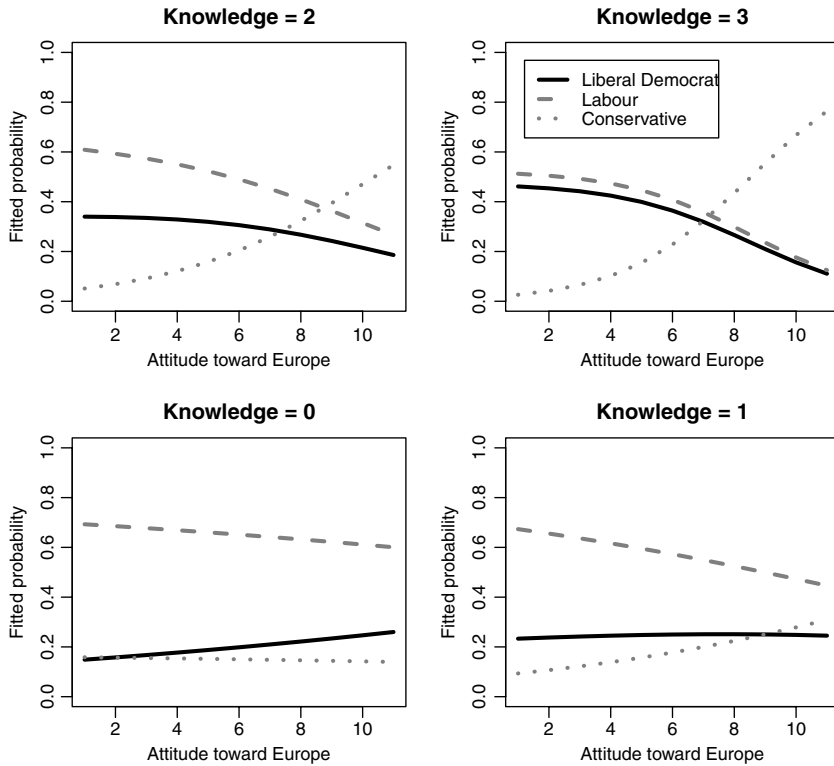 Knowledge = 2
Fitted probability
0.0 0.2 0.4 0.6 0.8 1.0
2 4 6 8 10
Attitude toward Europe
Knowledge = 3
Liberal Democrat
Labour
Conservative
Fitted probability
0.0 0.2 0.4 0.6 0.8 1.0
2 4 6 8 10
Attitude toward Europe
Knowledge = 0
Fitted probability
0.0 0.2 0.4 0.6 0.8 1.0
2 4 6 8 10
Attitude toward Europe
Knowledge = 1
Fitted probability
0.0 0.2 0.4 0.6 0.8 1.0
2 4 6 8 10
Attitude toward Europe